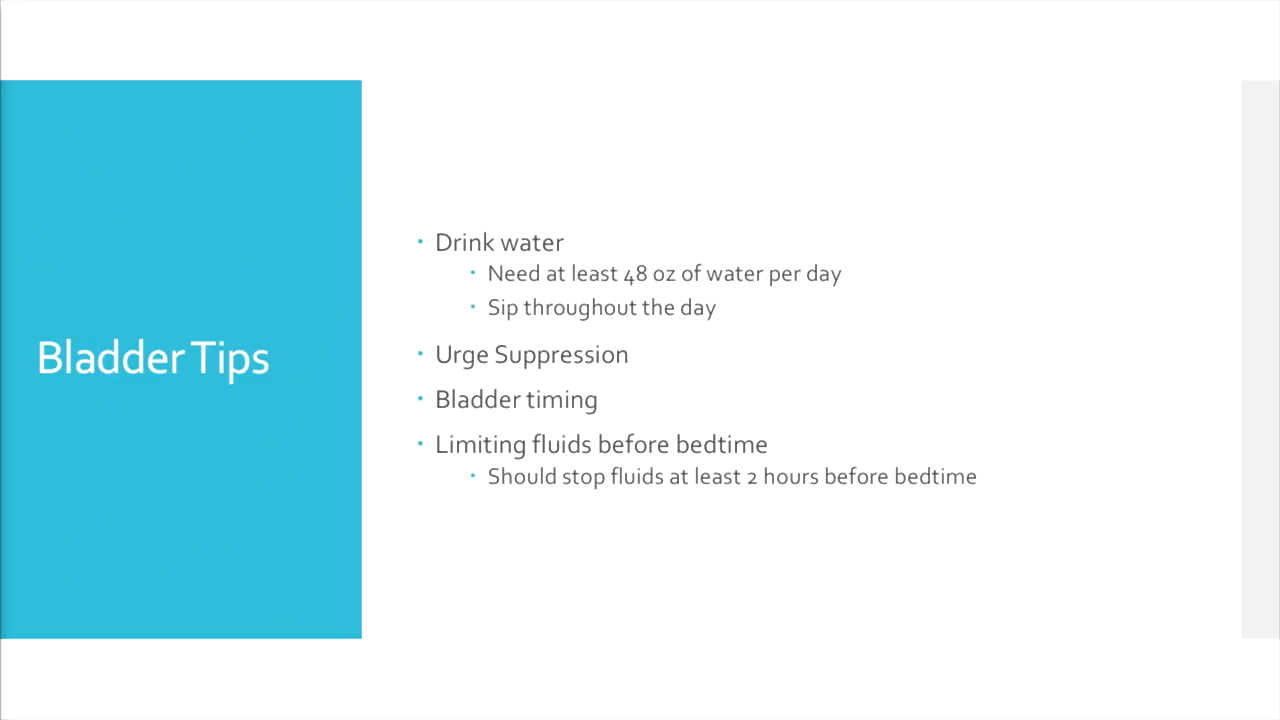 Bladder Tips
Drink water
Need at least 48 oz of water per day
Sip throughout the day
Urge Suppression
Bladder timing
Limiting fluids before bedtime
Should stop fluids at least 2 hours before bedtime